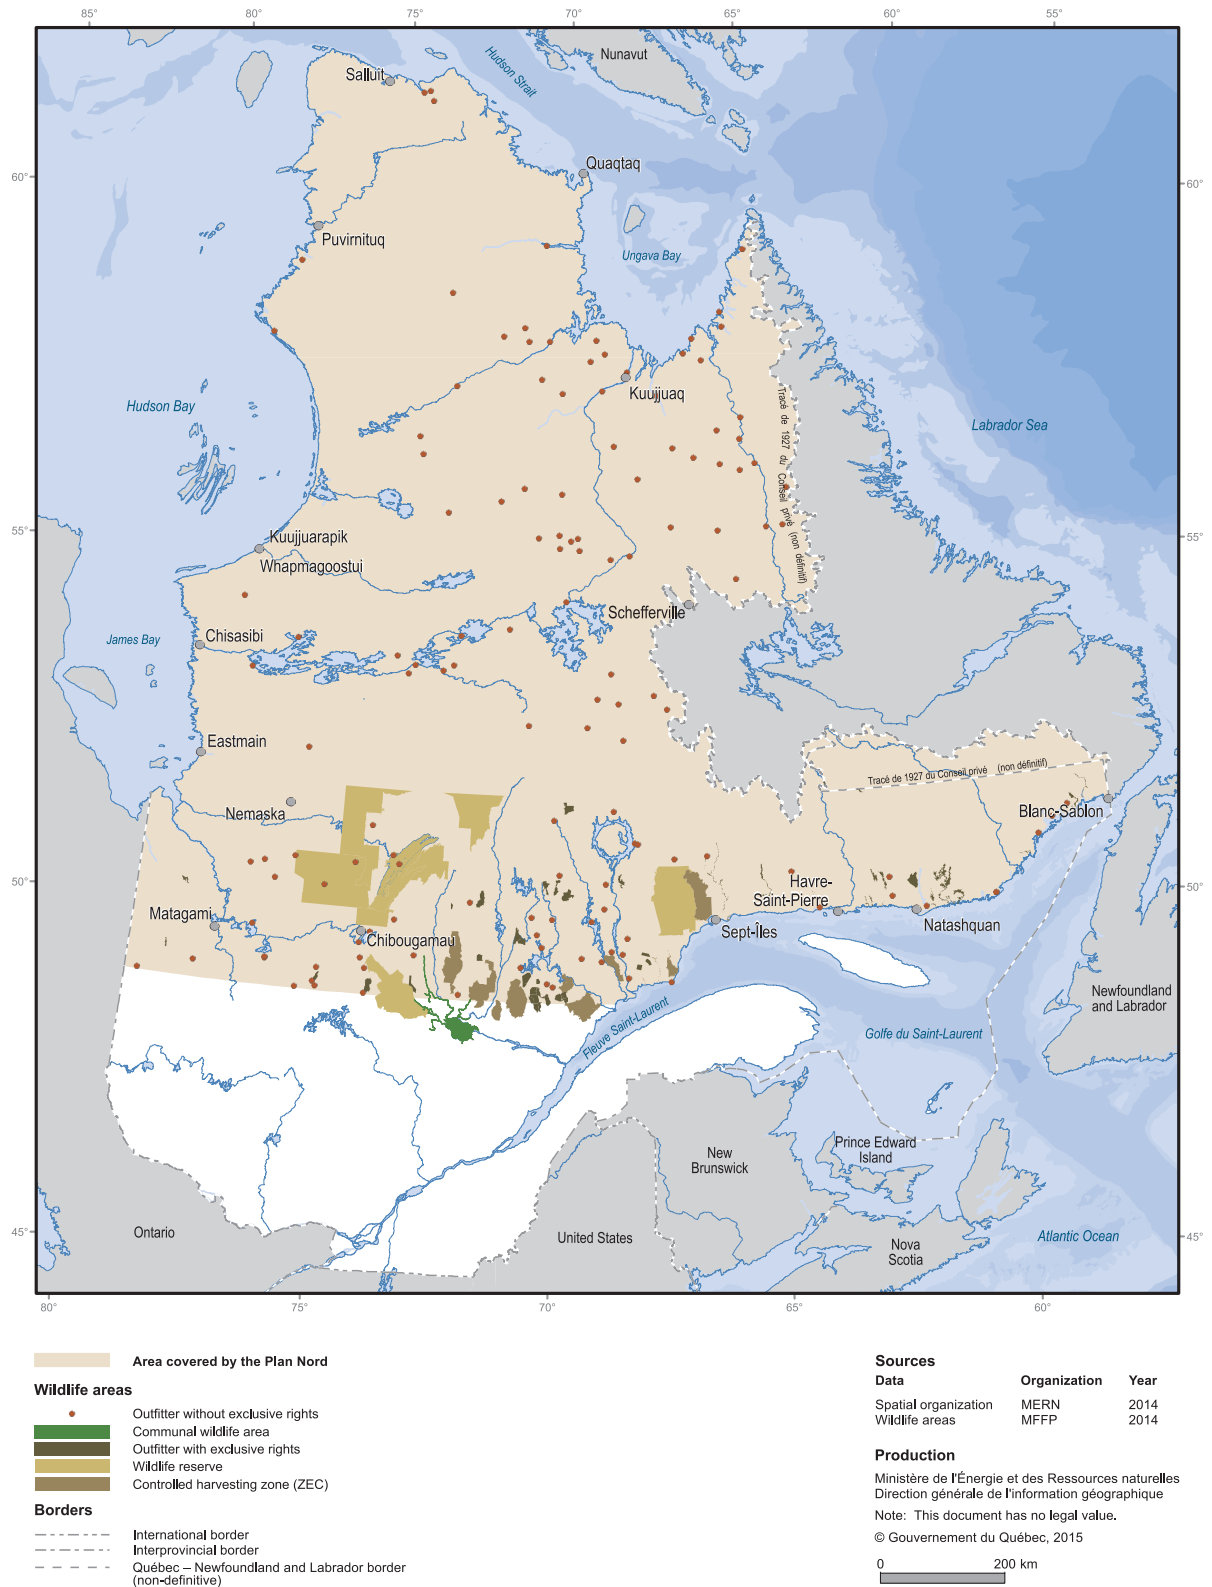 85°
80°
75°
70°
65°
60°
55°
Nunavut
Hudson Strait
Salluit
Quaqtaq
60°
60°
Puvirnituq
Ungava Bay
Kuujjuaq
Hudson Bay
Labrador Sea
Tracé de 1927 du Conseil privé (non définitif)
55°
55°
Kuujjuarapik
Whapmagoostui
Schefferville
James Bay
Chisasibi
Eastmain
Tracé de 1927 du Conseil privé (non définitif)
Nemaska
Blanc-Sablon
50°
50°
Havre-
Saint-Pierre
Matagami
Chibougamau
Sept-Îles
Natashquan
Newfoundland
and Labrador
Fleuve Saint-Laurent
Golfe du Saint-Laurent
New
Brunswick
Prince Edward
Island
45°
45°
Ontario
United States
Nova
Scotia
Atlantic Ocean
80°
75°
70°
65°
60°
Area covered by the Plan Nord
Wildlife areas
Outfitter without exclusive rights
Communal wildlife area
Outfitter with exclusive rights
Wildlife reserve
Controlled harvesting zone (ZEC)
Borders
International border
Interprovincial border
Québec – Newfoundland and Labrador border
(non-definitive)
Sources
Data Organization Year
Spatial organization MERN 2014
Wildlife areas MFFP 2014
Production
Ministère de l'Énergie et des Ressources naturelles
Direction générale de l'information géographique
Note: This document has no legal value.
© Gouvernement du Québec, 2015
0 200 km